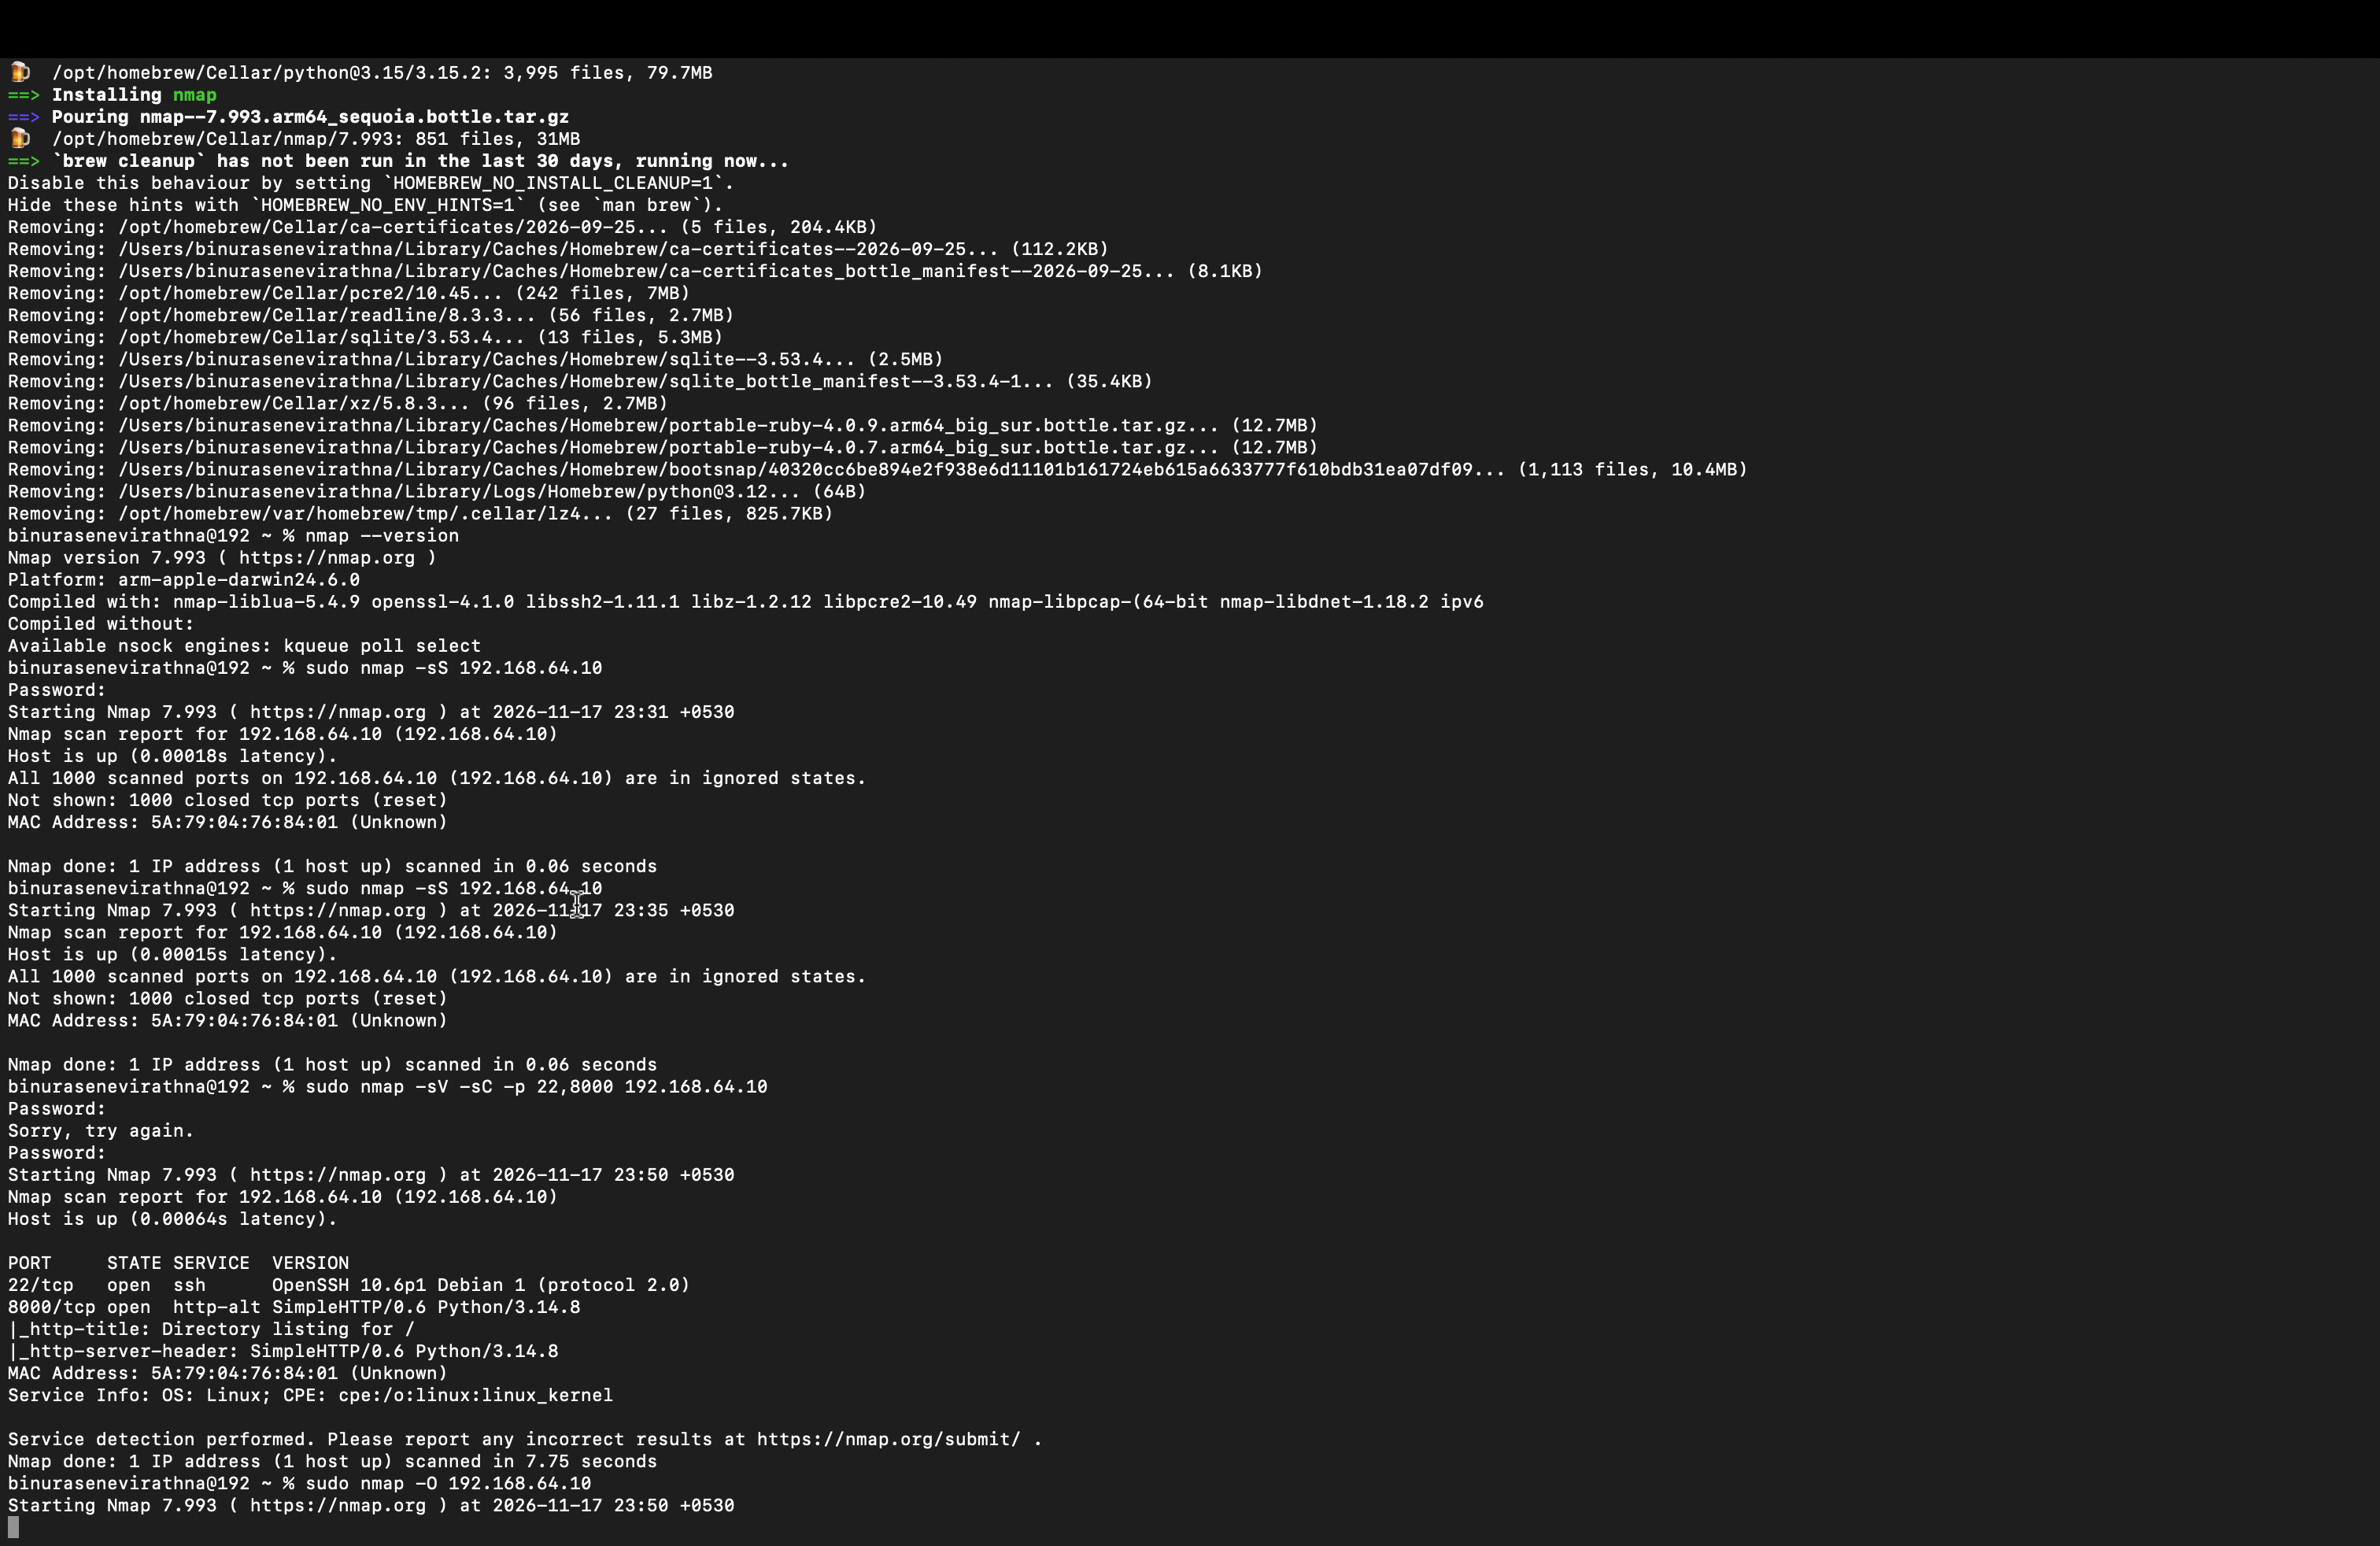 🍺  /opt/homebrew/Cellar/python@3.15/3.15.2: 3,995 files, 79.7MB
==> Installing nmap
==> Pouring nmap--7.993.arm64_sequoia.bottle.tar.gz
🍺  /opt/homebrew/Cellar/nmap/7.993: 851 files, 31MB
==> `brew cleanup` has not been run in the last 30 days, running now...
Disable this behaviour by setting `HOMEBREW_NO_INSTALL_CLEANUP=1`.
Hide these hints with `HOMEBREW_NO_ENV_HINTS=1` (see `man brew`).
Removing: /opt/homebrew/Cellar/ca-certificates/2026-09-25... (5 files, 204.4KB)
Removing: /Users/binurasenevirathna/Library/Caches/Homebrew/ca-certificates--2026-09-25... (112.2KB)
Removing: /Users/binurasenevirathna/Library/Caches/Homebrew/ca-certificates_bottle_manifest--2026-09-25... (8.1KB)
Removing: /opt/homebrew/Cellar/pcre2/10.45... (242 files, 7MB)
Removing: /opt/homebrew/Cellar/readline/8.3.3... (56 files, 2.7MB)
Removing: /opt/homebrew/Cellar/sqlite/3.53.4... (13 files, 5.3MB)
Removing: /Users/binurasenevirathna/Library/Caches/Homebrew/sqlite--3.53.4... (2.5MB)
Removing: /Users/binurasenevirathna/Library/Caches/Homebrew/sqlite_bottle_manifest--3.53.4-1... (35.4KB)
Removing: /opt/homebrew/Cellar/xz/5.8.3... (96 files, 2.7MB)
Removing: /Users/binurasenevirathna/Library/Caches/Homebrew/portable-ruby-4.0.9.arm64_big_sur.bottle.tar.gz... (12.7MB)
Removing: /Users/binurasenevirathna/Library/Caches/Homebrew/portable-ruby-4.0.7.arm64_big_sur.bottle.tar.gz... (12.7MB)
Removing: /Users/binurasenevirathna/Library/Caches/Homebrew/bootsnap/40320cc6be894e2f938e6d11101b161724eb615a6633777f610bdb31ea07df09... (1,113 files, 10.4MB)
Removing: /Users/binurasenevirathna/Library/Logs/Homebrew/python@3.12... (64B)
Removing: /opt/homebrew/var/homebrew/tmp/.cellar/lz4... (27 files, 825.7KB)
binurasenevirathna@192 ~ % nmap --version
Nmap version 7.993 ( https://nmap.org )
Platform: arm-apple-darwin24.6.0
Compiled with: nmap-liblua-5.4.9 openssl-4.1.0 libssh2-1.11.1 libz-1.2.12 libpcre2-10.49 nmap-libpcap-(64-bit nmap-libdnet-1.18.2 ipv6
Compiled without:
Available nsock engines: kqueue poll select
binurasenevirathna@192 ~ % sudo nmap -sS 192.168.64.10
Password:
Starting Nmap 7.993 ( https://nmap.org ) at 2026-11-17 23:31 +0530
Nmap scan report for 192.168.64.10 (192.168.64.10)
Host is up (0.00018s latency).
All 1000 scanned ports on 192.168.64.10 (192.168.64.10) are in ignored states.
Not shown: 1000 closed tcp ports (reset)
MAC Address: 5A:79:04:76:84:01 (Unknown)

Nmap done: 1 IP address (1 host up) scanned in 0.06 seconds
binurasenevirathna@192 ~ % sudo nmap -sS 192.168.64.10
Starting Nmap 7.993 ( https://nmap.org ) at 2026-11-17 23:35 +0530
Nmap scan report for 192.168.64.10 (192.168.64.10)
Host is up (0.00015s latency).
All 1000 scanned ports on 192.168.64.10 (192.168.64.10) are in ignored states.
Not shown: 1000 closed tcp ports (reset)
MAC Address: 5A:79:04:76:84:01 (Unknown)

Nmap done: 1 IP address (1 host up) scanned in 0.06 seconds
binurasenevirathna@192 ~ % sudo nmap -sV -sC -p 22,8000 192.168.64.10
Password:
Sorry, try again.
Password:
Starting Nmap 7.993 ( https://nmap.org ) at 2026-11-17 23:50 +0530
Nmap scan report for 192.168.64.10 (192.168.64.10)
Host is up (0.00064s latency).

PORT     STATE SERVICE  VERSION
22/tcp   open  ssh      OpenSSH 10.6p1 Debian 1 (protocol 2.0)
8000/tcp open  http-alt SimpleHTTP/0.6 Python/3.14.8
|_http-title: Directory listing for /
|_http-server-header: SimpleHTTP/0.6 Python/3.14.8
MAC Address: 5A:79:04:76:84:01 (Unknown)
Service Info: OS: Linux; CPE: cpe:/o:linux:linux_kernel

Service detection performed. Please report any incorrect results at https://nmap.org/submit/ .
Nmap done: 1 IP address (1 host up) scanned in 7.75 seconds
binurasenevirathna@192 ~ % sudo nmap -O 192.168.64.10
Starting Nmap 7.993 ( https://nmap.org ) at 2026-11-17 23:50 +0530